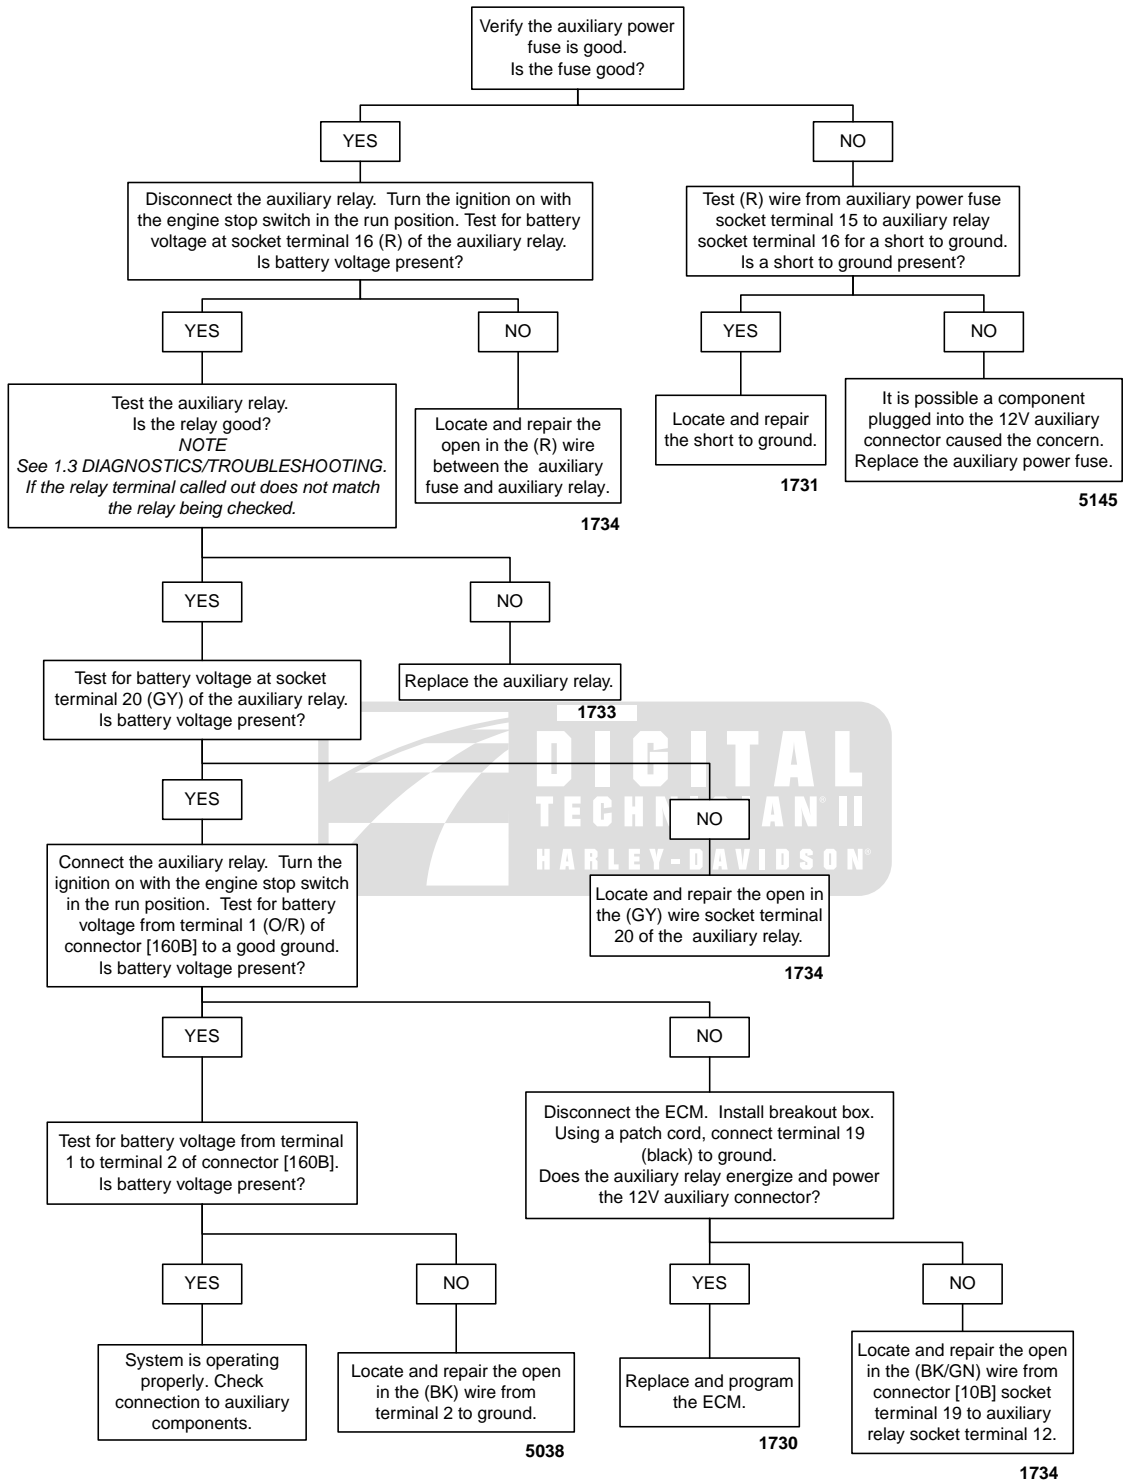 Verify the auxiliary power
fuse is good.
Is the fuse good?
YES
NO
Disconnect the auxiliary relay. Turn the ignition on with
the engine stop switch in the run position. Test for battery
voltage at socket terminal 16 (R) of the auxiliary relay.
Is battery voltage present?
Test (R) wire from auxiliary power fuse
socket terminal 15 to auxiliary relay
socket terminal 16 for a short to ground.
Is a short to ground present?
YES
NO
YES
NO
Test the auxiliary relay.
Is the relay good?
NOTE
See 1.3 DIAGNOSTICS/TROUBLESHOOTING.
If the relay terminal called out does not match
the relay being checked.
Locate and repair the
open in the (R) wire
between the auxiliary
fuse and auxiliary relay.
1734
Locate and repair
the short to ground.
1731
It is possible a component
plugged into the 12V auxiliary
connector caused the concern.
Replace the auxiliary power fuse.
5145
YES
NO
Test for battery voltage at socket
terminal 20 (GY) of the auxiliary relay.
Is battery voltage present?
Replace the auxiliary relay.
1733
DIGITAL
II
HARLEY-DAVIDSON®
YES
NO
Connect the auxiliary relay. Turn the
ignition on with the engine stop switch
in the run position. Test for battery
voltage from terminal 1 (O/R) of
connector [160B] to a good ground.
Is battery voltage present?
Locate and repair the open in
the (GY) wire socket terminal
20 of the auxiliary relay.
1734
YES
NO
Test for battery voltage from terminal
1 to terminal 2 of connector [160B].
Is battery voltage present?
Disconnect the ECM. Install breakout box.
Using a patch cord, connect terminal 19
(black) to ground.
Does the auxiliary relay energize and power
the 12V auxiliary connector?
YES
NO
YES
NO
System is operating
properly. Check
connection to auxiliary
components.
Locate and repair the open
in the (BK) wire from
terminal 2 to ground.
5038
Replace and program
the ECM.
1730
Locate and repair the open
in the (BK/GN) wire from
connector [10B] socket
terminal 19 to auxiliary
relay socket terminal 12.
1734